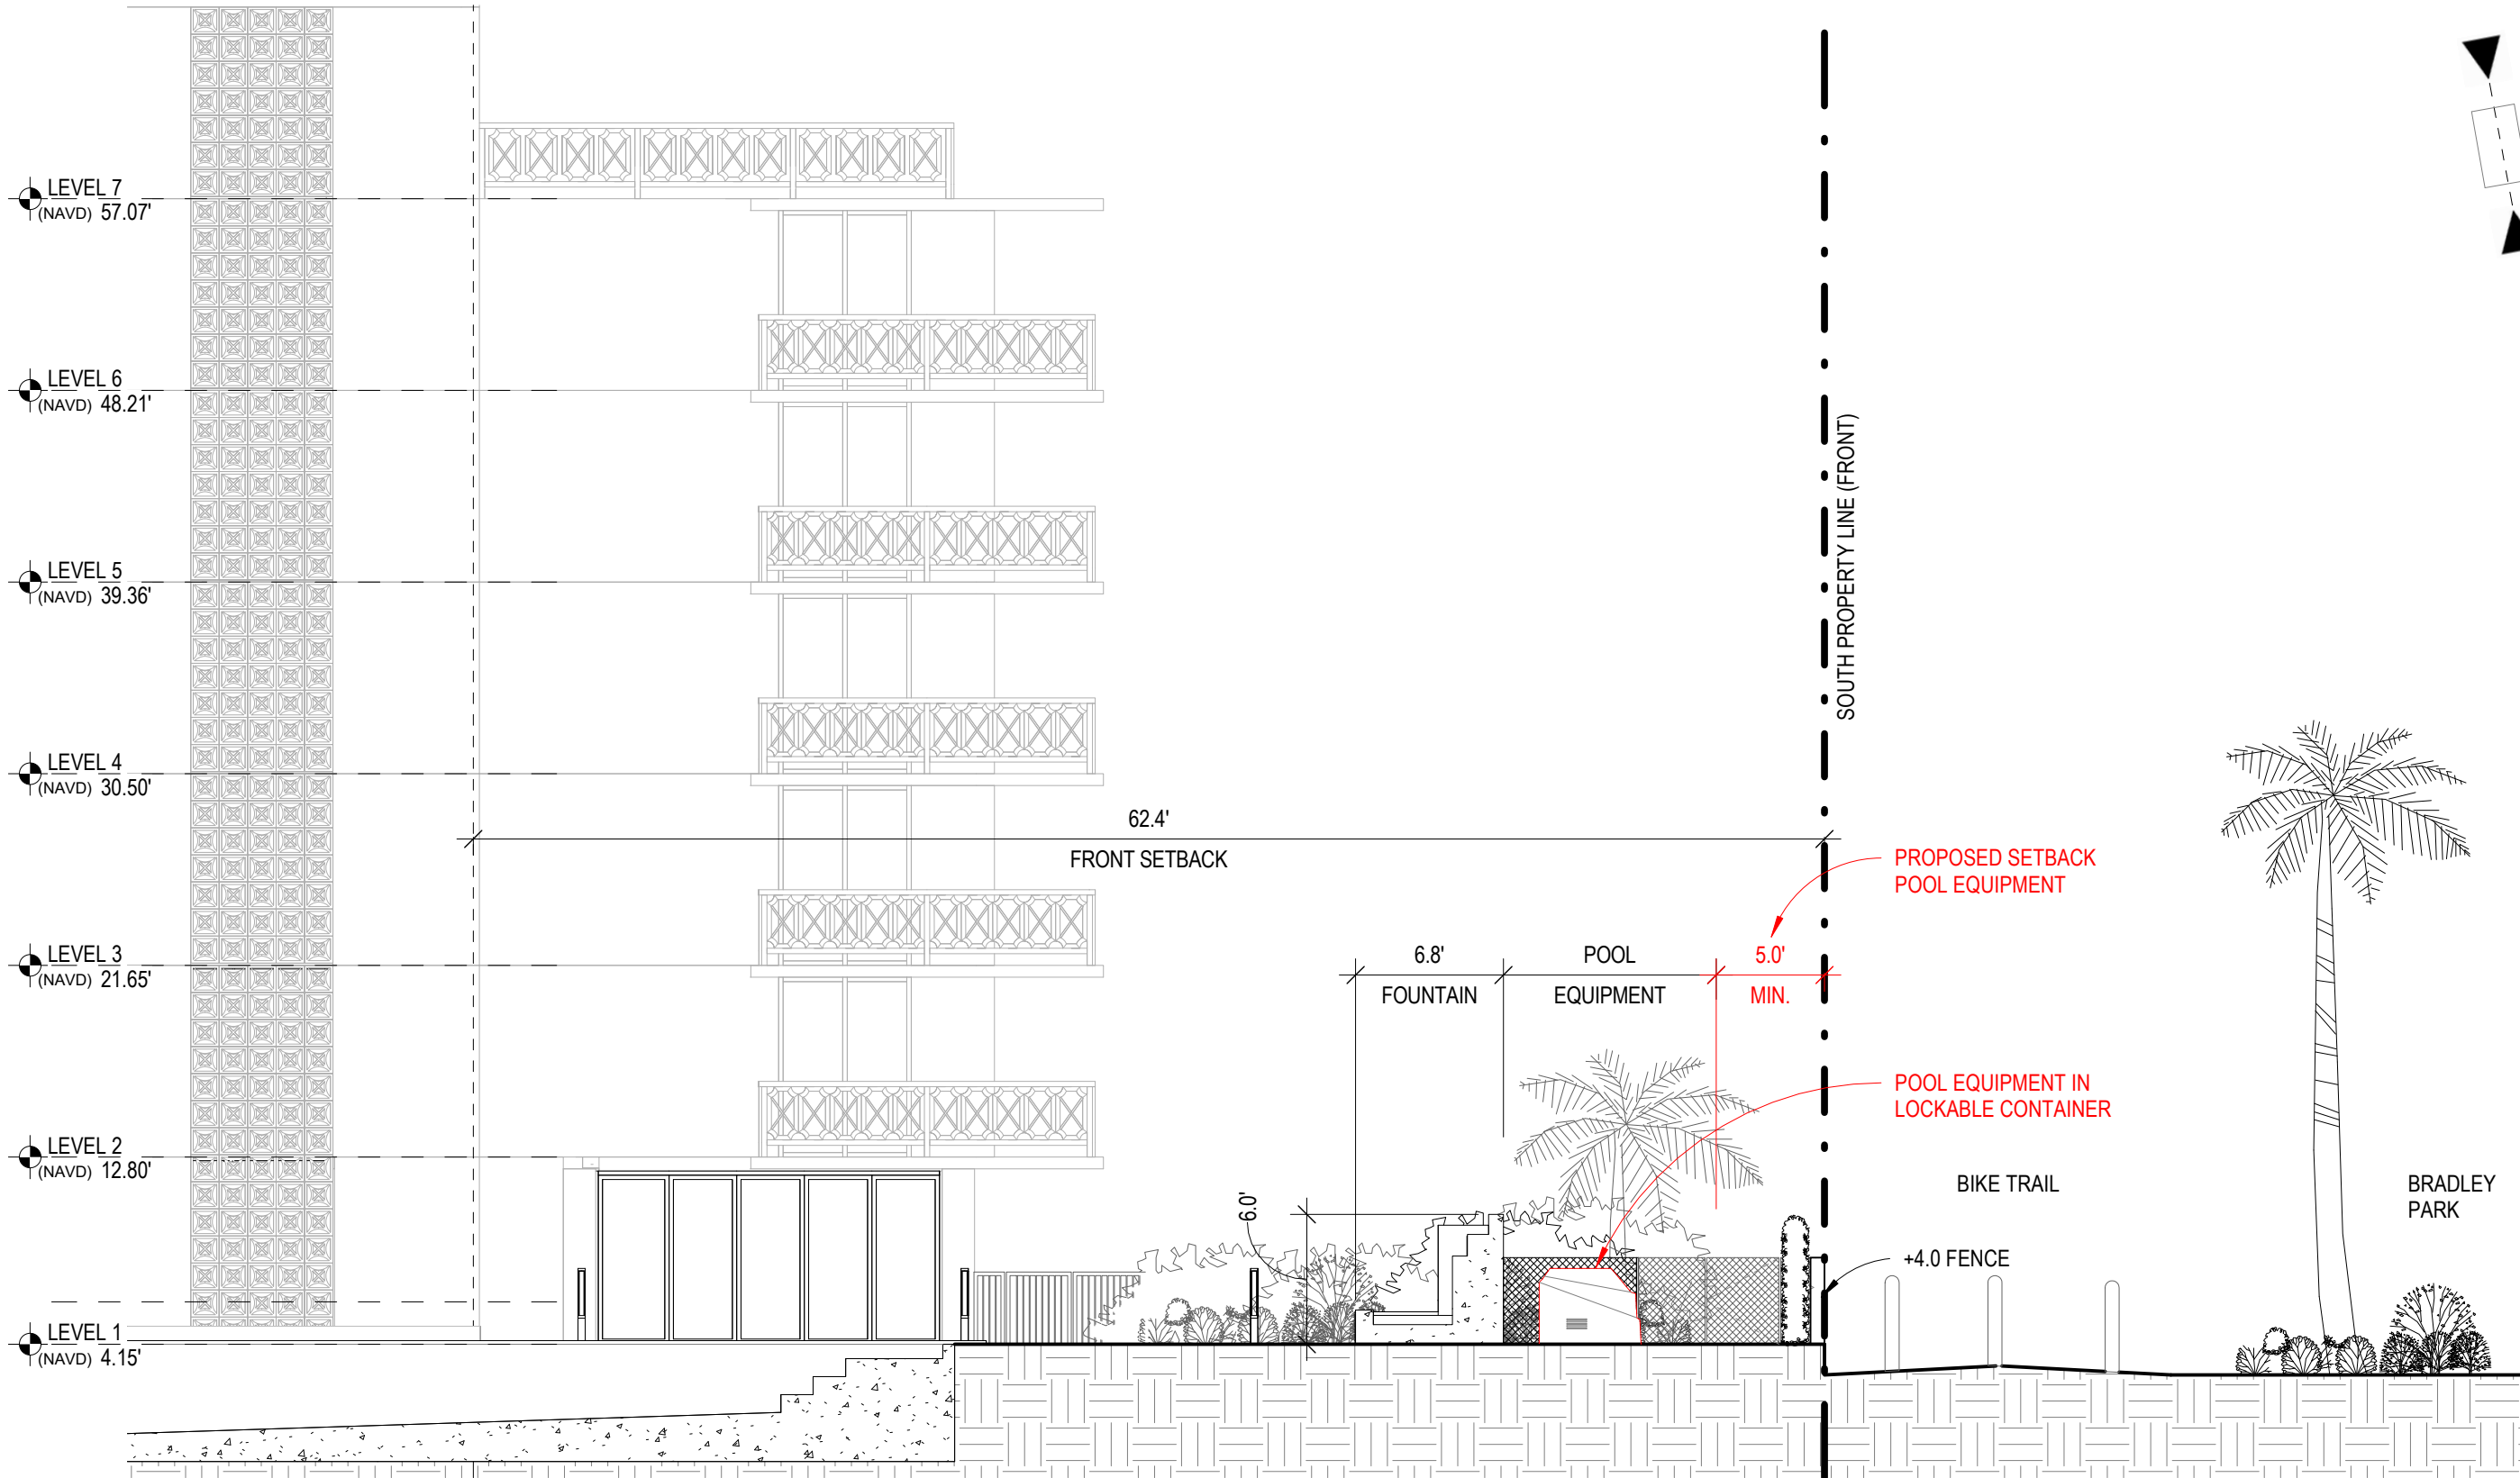 LEVEL 7
(NAVD) 57.07'
LEVEL 6
(NAVD) 48.21'
LEVEL 5
(NAVD) 39.36'
LEVEL 4
(NAVD) 30.50'
LEVEL 3
(NAVD) 21.65'
LEVEL 2
(NAVD) 12.80'
LEVEL 1
(NAVD) 4.15'
62.4'
FRONT SETBACK
SOUTH PROPERTY LINE (FRONT)
PROPOSED SETBACK
POOL EQUIPMENT
6.8'
FOUNTAIN
POOL
EQUIPMENT
5.0'
MIN.
POOL EQUIPMENT IN
LOCKABLE CONTAINER
6.0'
BIKE TRAIL
BRADLEY
PARK
+4.0 FENCE